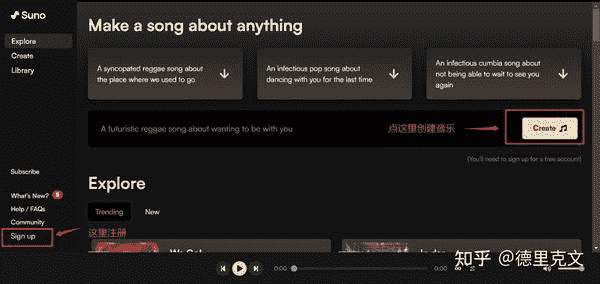 Suno
Explore
Create
Library
Subscribe
What's New?
Help / FAQs
Community
Sign up
Make a song about anything
A syncopated reggae song about
the place where we used to go
An infectious pop song about
dancing with you for the last time
An infectious cumbia song about
not being able to wait to see you
again
A futuristic reggae song about wanting to be with you
点这里创建音乐
Create
(You'll need to sign up for a free account)
Explore
Trending
New
这里注册
0:00
0:00
知乎 @德里克文